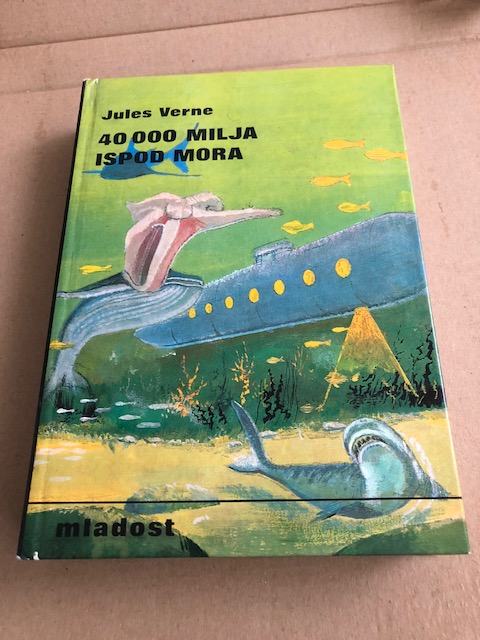 Jules Verne
40 000 MILJA
ISPOD MORA
mladost